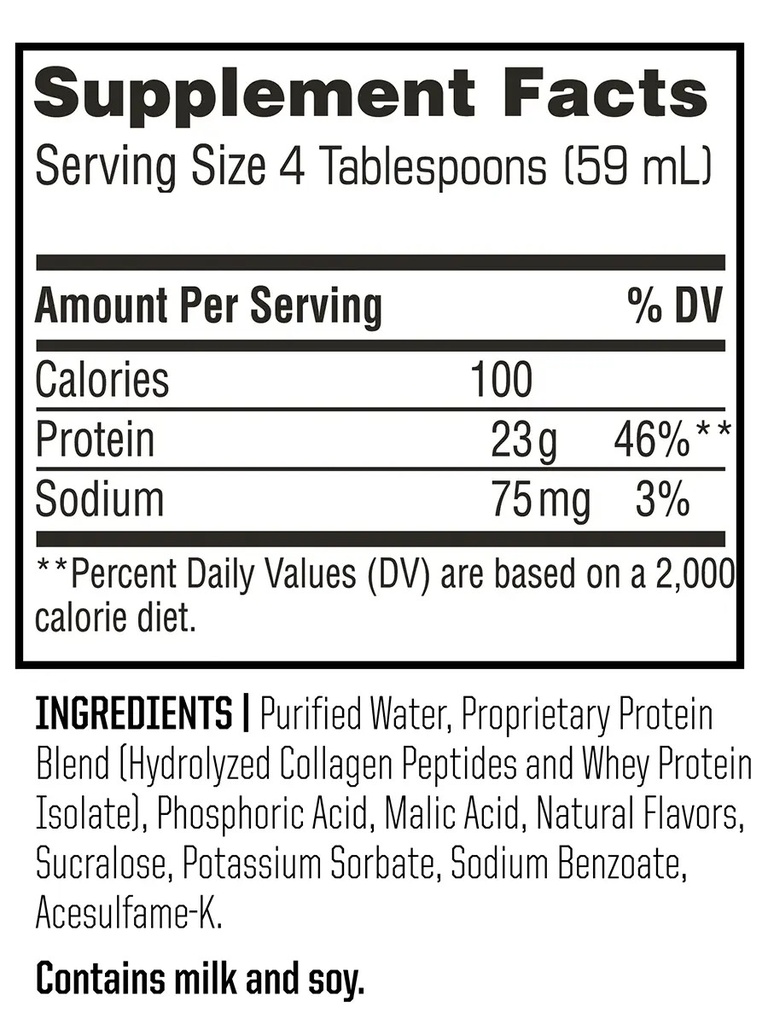 Supplement Facts
Serving Size 4 Tablespoons (59 mL)
Amount Per Serving % DV
Calories 100
Protein 23g 46%**
Sodium 75mg 3%
**Percent Daily Values (DV) are based on a 2,000
calorie diet.
INGREDIENTS | Purified Water, Proprietary Protein
Blend (Hydrolyzed Collagen Peptides and Whey Protein
Isolate), Phosphoric Acid, Malic Acid, Natural Flavors,
Sucralose, Potassium Sorbate, Sodium Benzoate,
Acesulfame-K.
Contains milk and soy.